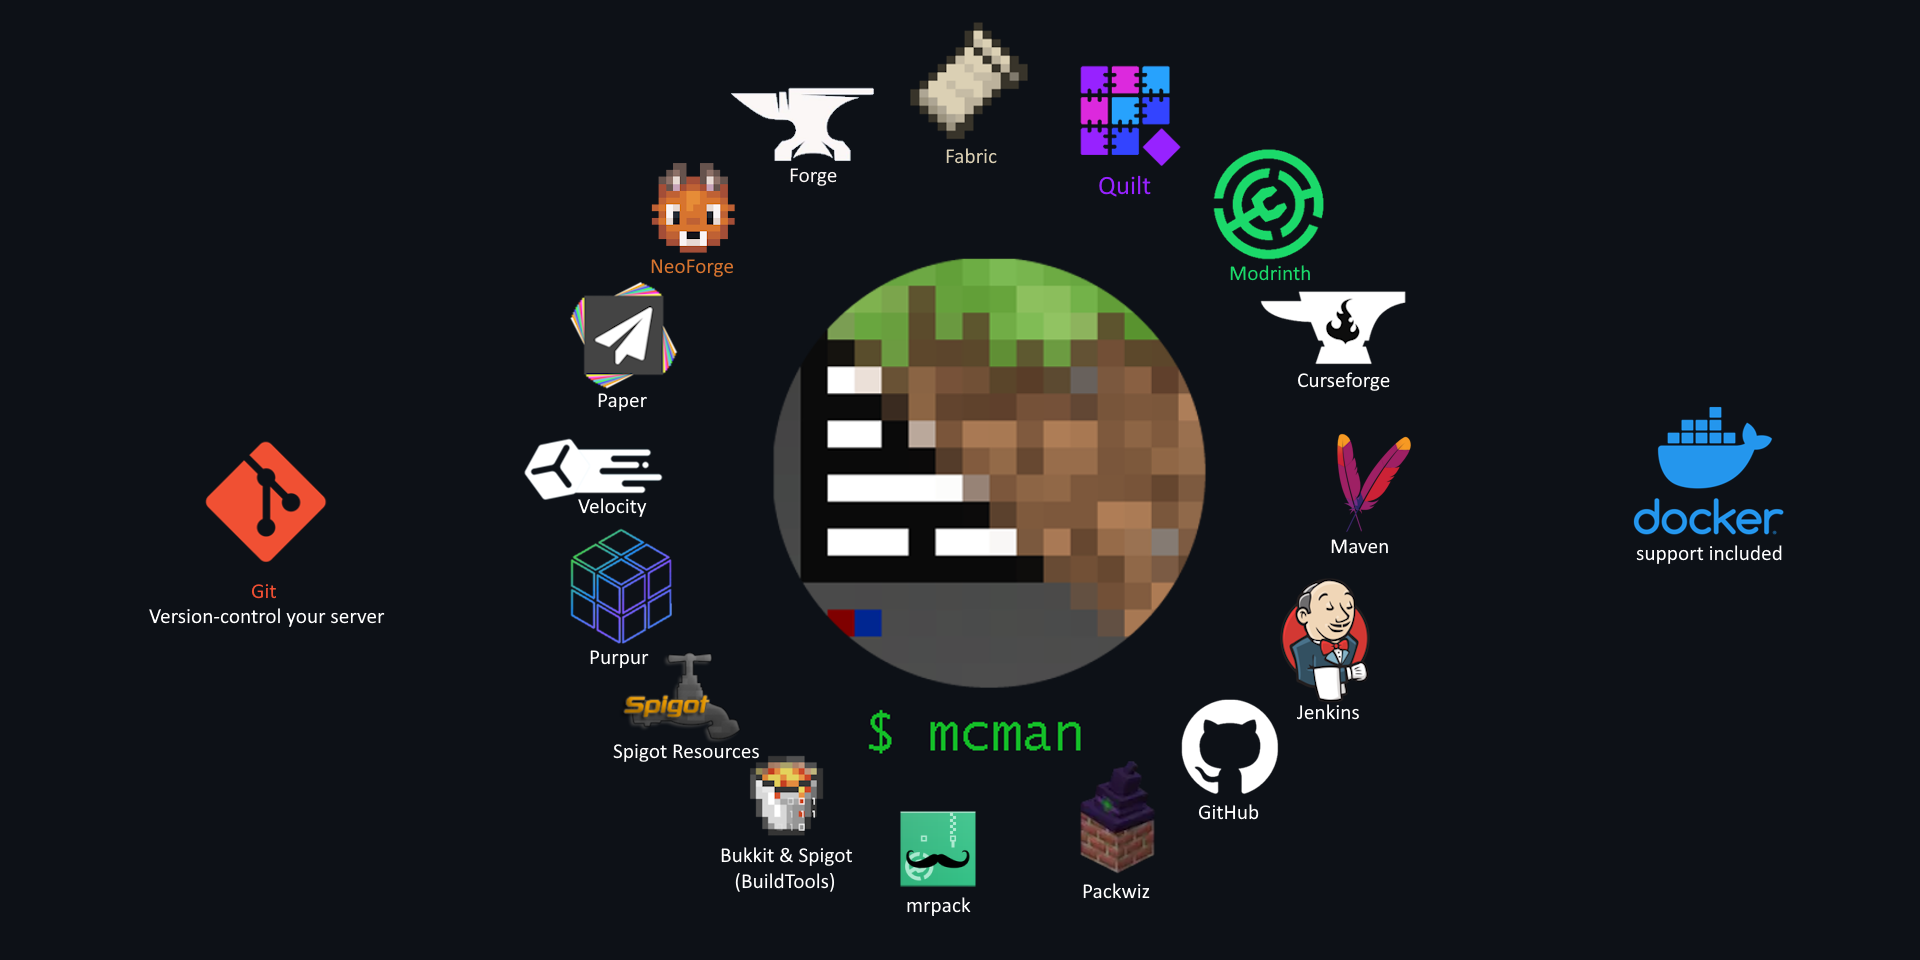 Fabric
Forge
Quilt
NeoForge
Modrinth
Paper
Curseforge
Velocity
Maven
docker
support included
Git
Version-control your server
Purpur
Spigot
Spigot Resources
Jenkins
$ mcman
GitHub
Bukkit & Spigot
(BuildTools)
mrpack
Packwiz